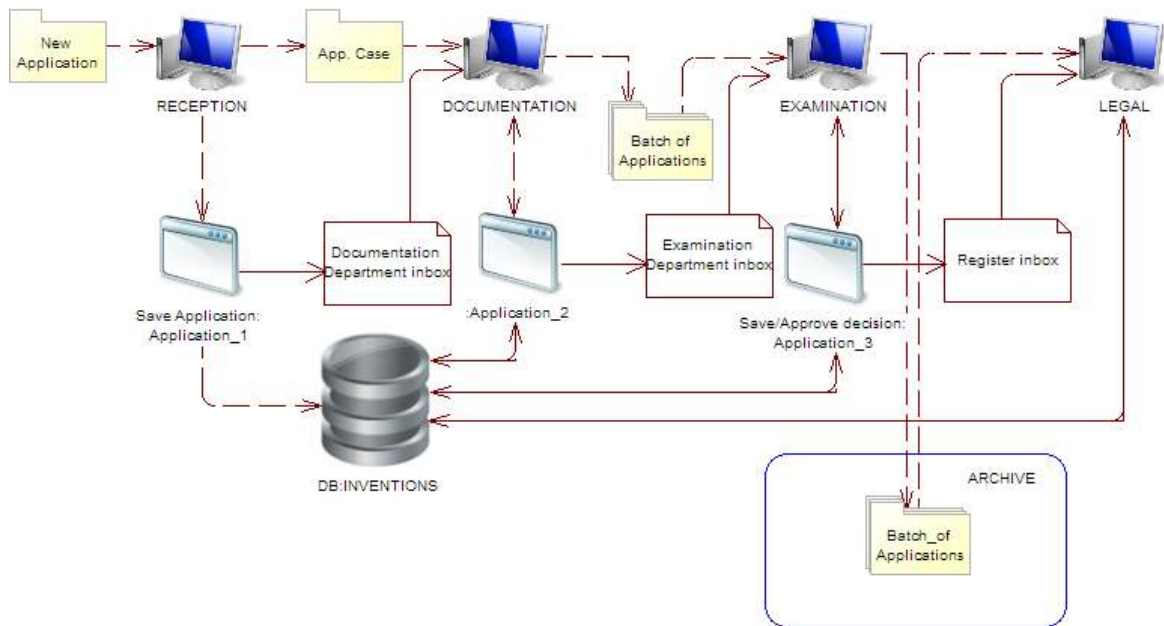 New
Application
App. Case
RECEPTION
DOCUMENTATION
EXAMINATION
LEGAL
Batch of
Applications
Documentation
Department inbox
Examination
Department inbox
Register inbox
Save Application:
Application_1
:Application_2
Save/Approve decision:
Application_3
DB:INVENTIONS
ARCHIVE
Batch_of
Applications